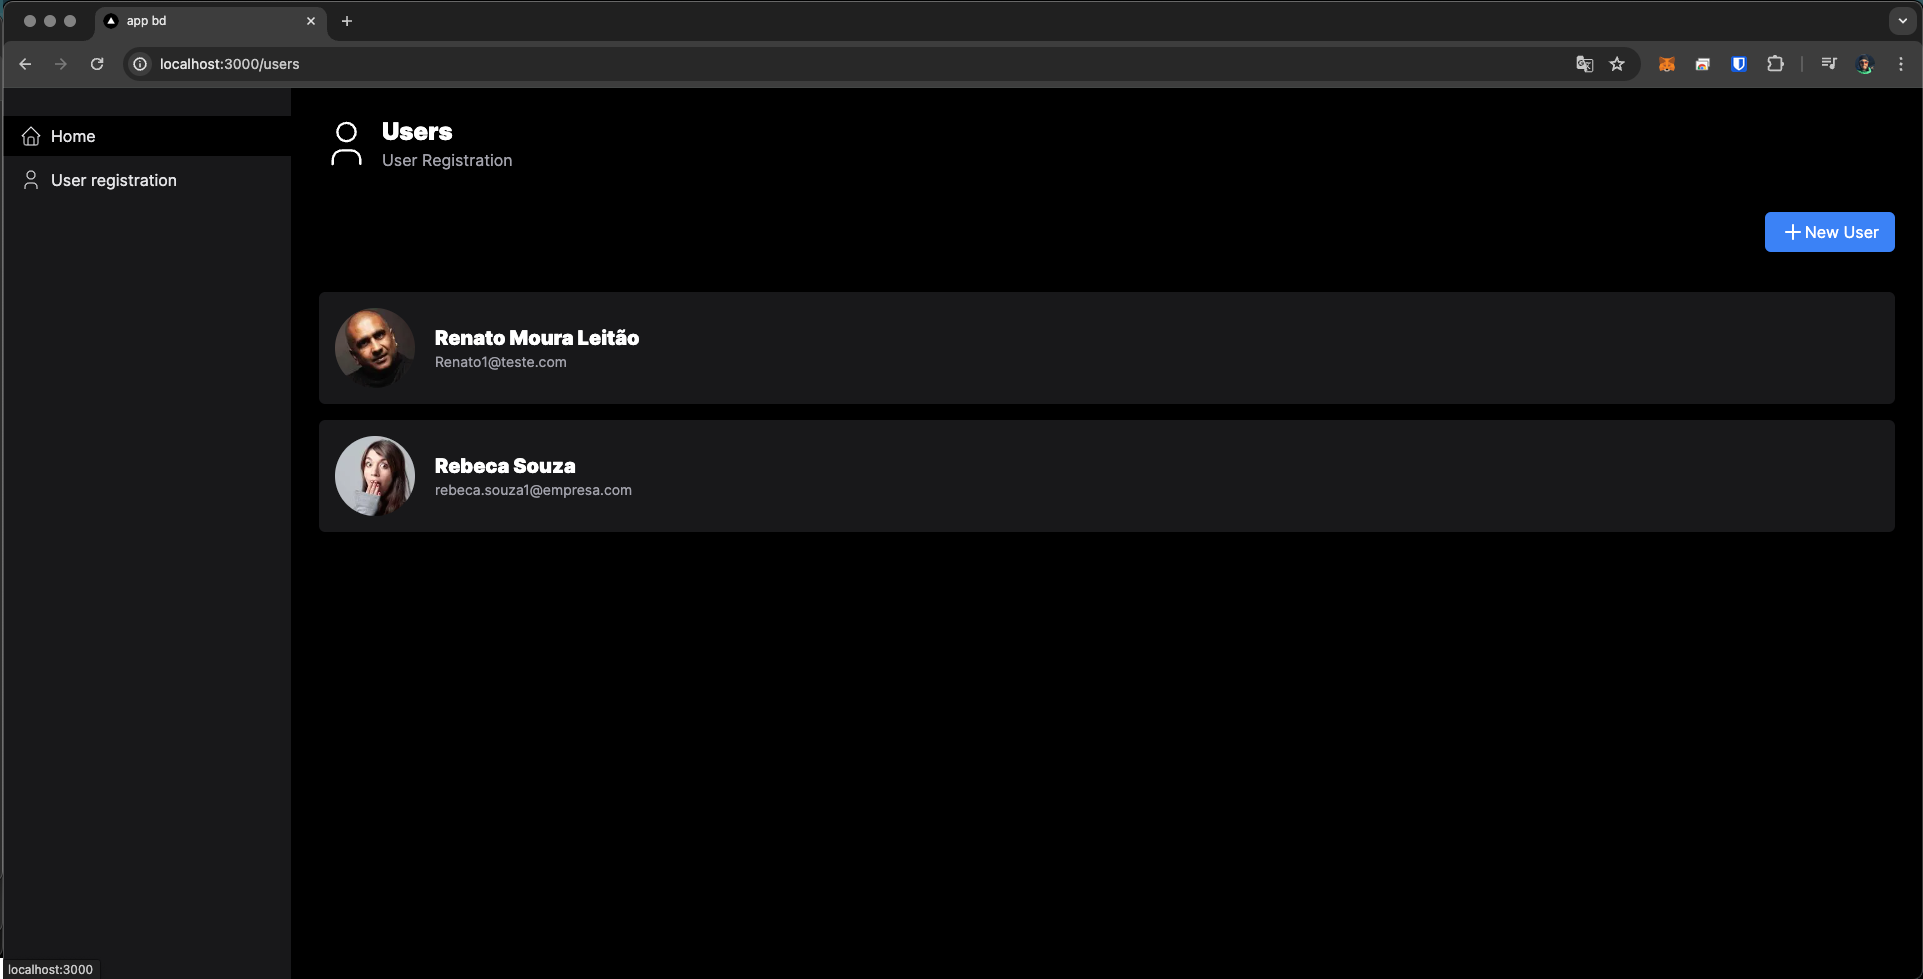 app bd
localhost:3000/users
Home
User registration
Users
User Registration
New User
Renato Moura Leitão
Renato1@teste.com
Rebeca Souza
rebeca.souza1@empresa.com
localhost:3000